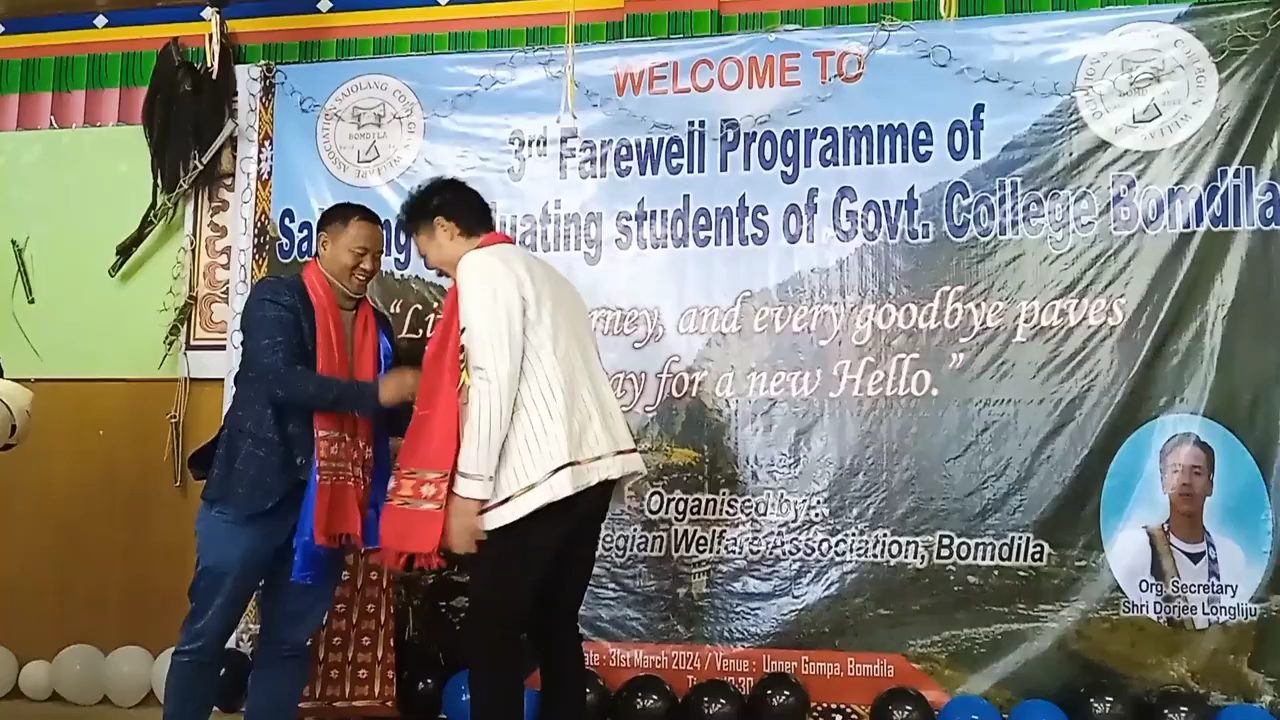 WELCOME TO
3rd Farewell Programme of
Sa ng uating students of Govt. College Bomdila
"Li rney, and every goodbye paves
ay for a new Hello."
Organised by :
egian Welfare Association, Bomdila
Org. Secretary
Shri Dorjee Longliju
ate : 31st March 2024 / Venue : Upper Gompa, Bomdila
BOMDILA